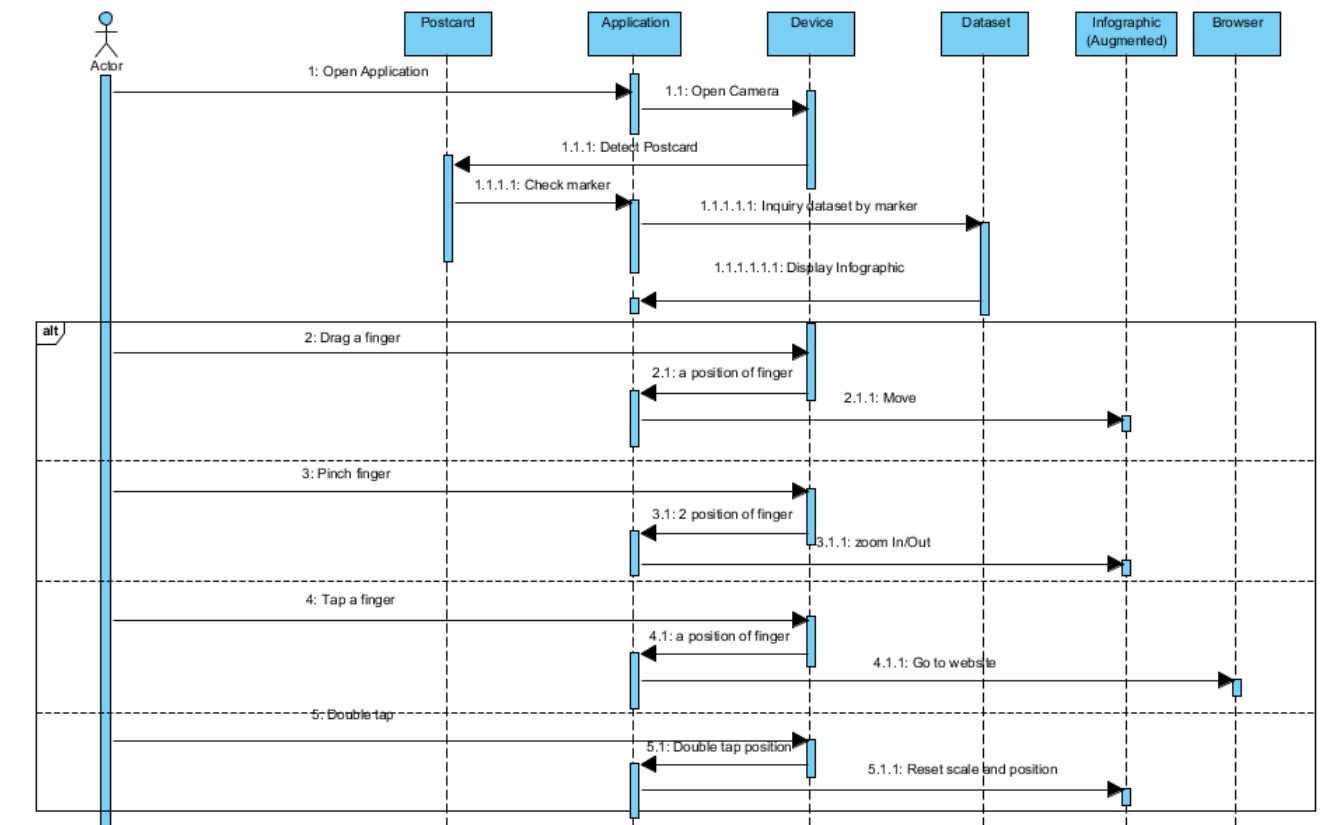 Postcard
Application
Device
Dataset
Infographic
(Augmented)
Browser
Actor
1: Open Application
1.1: Open Camera
1.1.1: Detect Postcard
1.1.1.1: Check marker
1.1.1.1.1: Inquiry dataset by marker
1.1.1.1.1.1: Display Infographic
alt
2: Drag a finger
2.1: a position of finger
2.1.1: Move
3: Pinch finger
3.1: 2 position of finger
3.1.1: zoom In/Out
4: Tap a finger
4.1: a position of finger
4.1.1: Go to website
5: Double tap
5.1: Double tap position
5.1.1: Reset scale and position